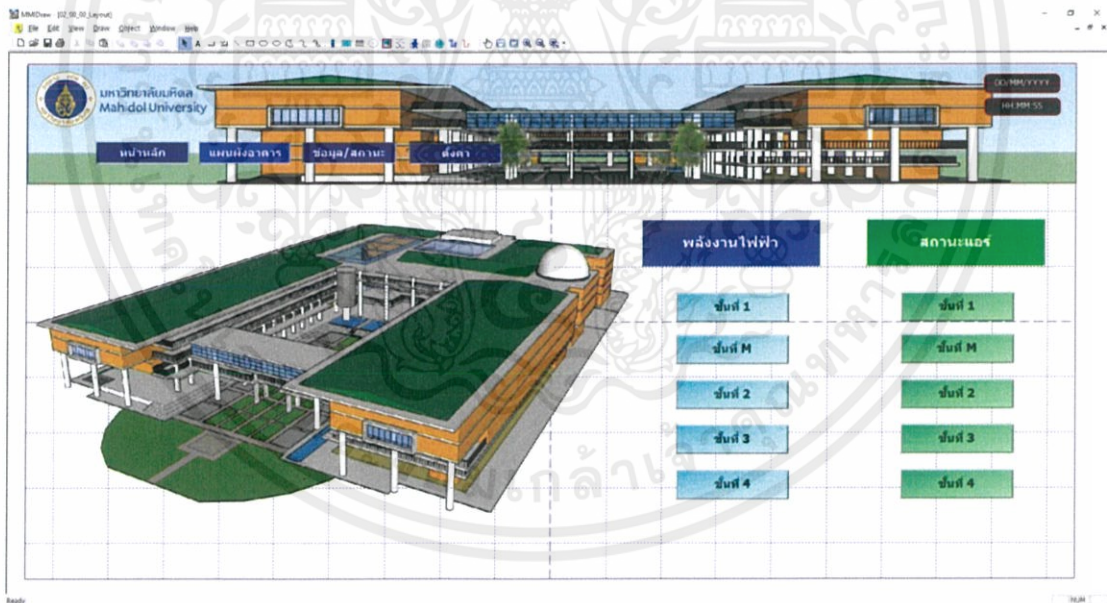 MMIDraw - [02_98_00_Layout]
File Edit View Draw Object Window Help
มหาวิทยาลัยมหิดล
Mahidol University
DD/MM/YYYY
HH:MM:SS
หน้าหลัก แผนผังอาคาร ข้อมูล/สถานะ ตั้งค่า
พลังงานไฟฟ้า สถานะแอร์
ชั้นที่ 1 ชั้นที่ 1
ชั้นที่ M ชั้นที่ M
ชั้นที่ 2 ชั้นที่ 2
ชั้นที่ 3 ชั้นที่ 3
ชั้นที่ 4 ชั้นที่ 4
Ready NUM